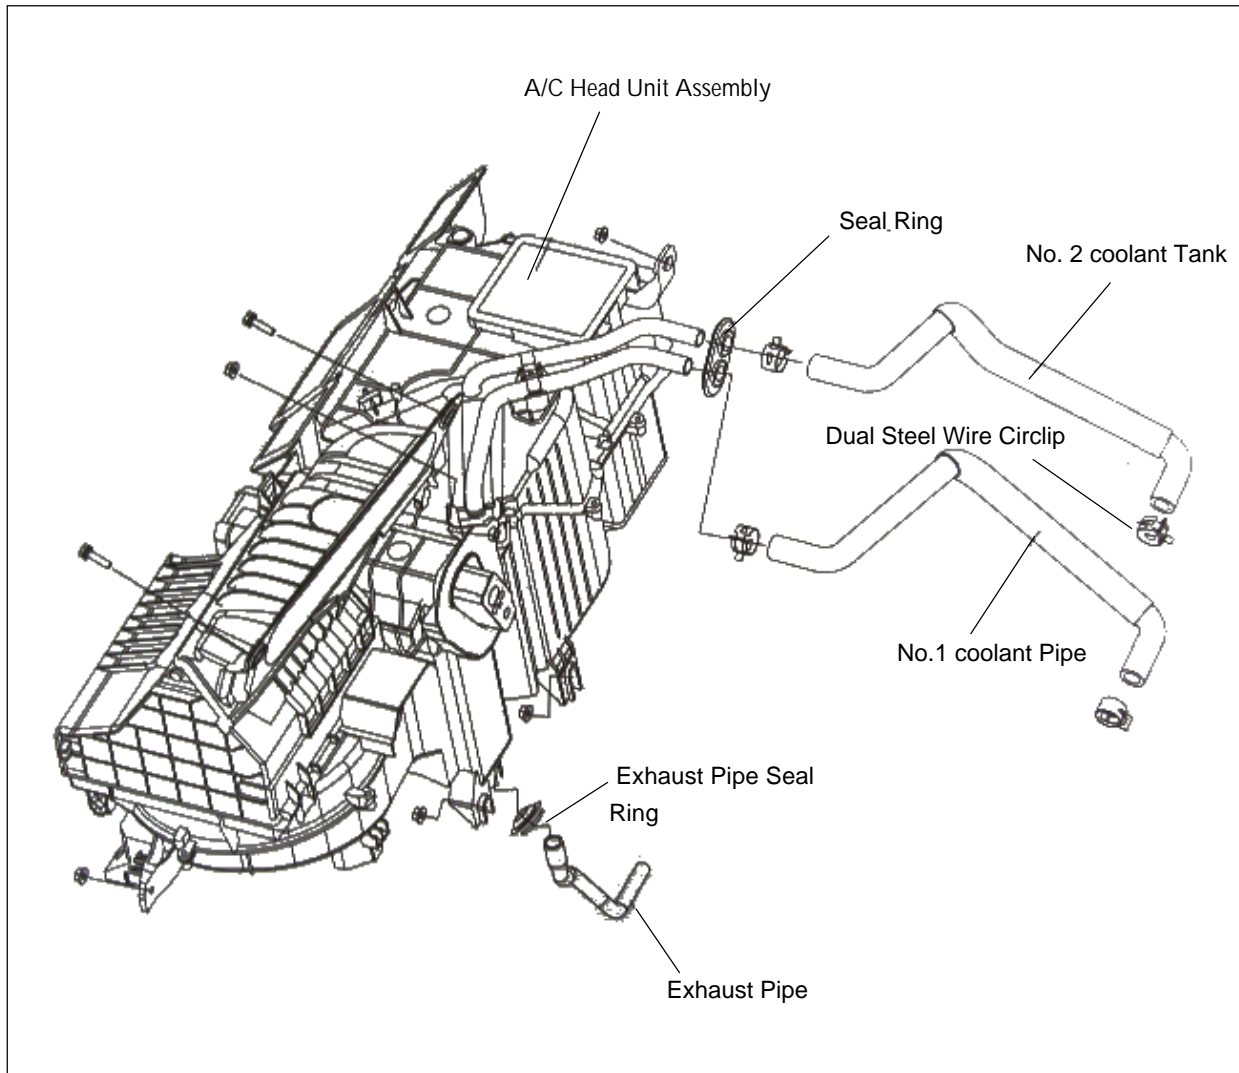 A/C Head Unit Assembly
Seal Ring
No. 2 coolant Tank
Dual Steel Wire Circlip
No.1 coolant Pipe
Exhaust Pipe Seal
Ring
Exhaust Pipe